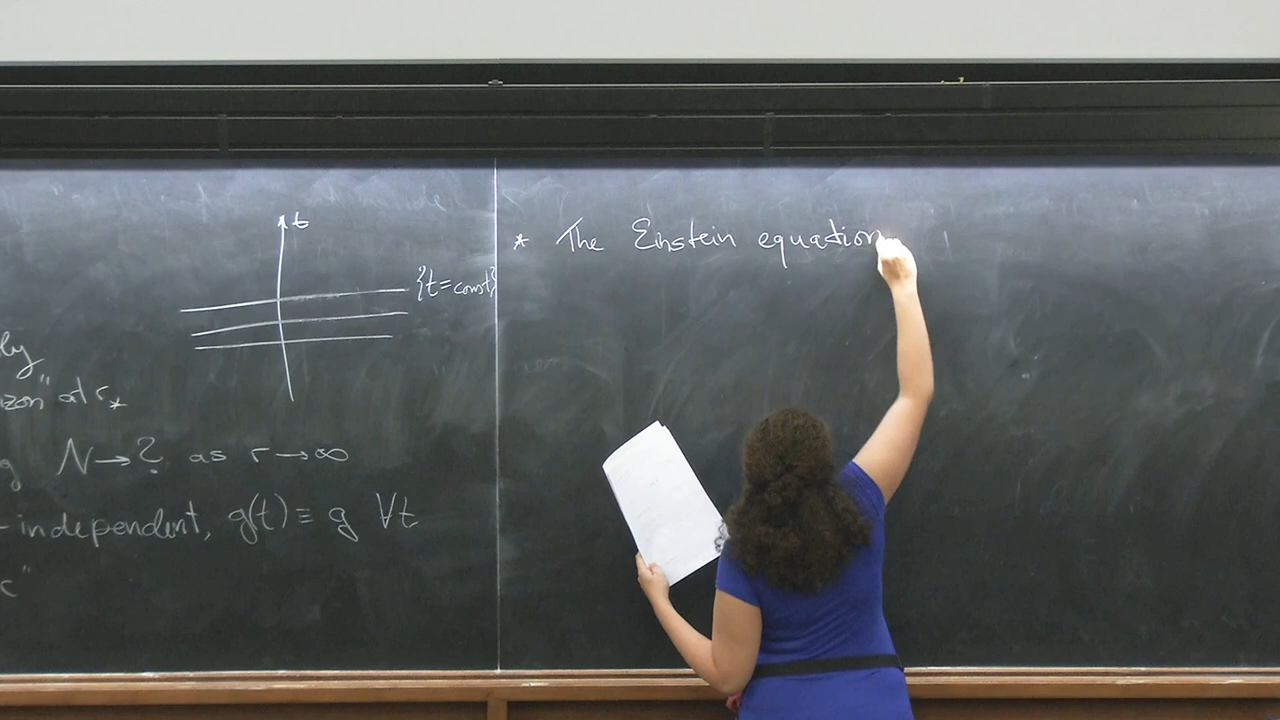 t
{t=const}
ly
zon" at r*
g N→? as r→∞
-independent, g(t) ≡ g ∀t
c"
* The Einstein equation